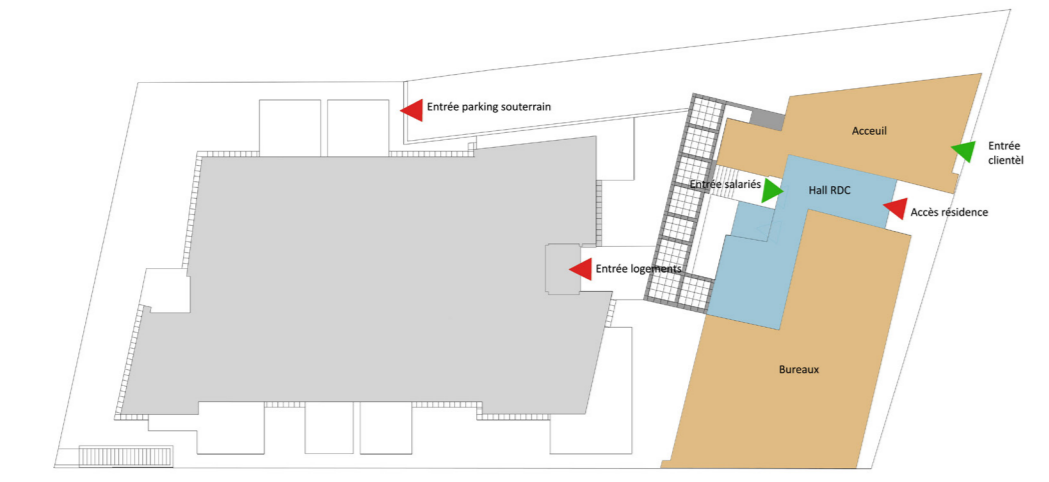 Entrée parking souterrain
Acceuil
Entrée
clientèl
Entrée salariés
Hall RDC
Accès résidence
Entrée logements
Bureaux